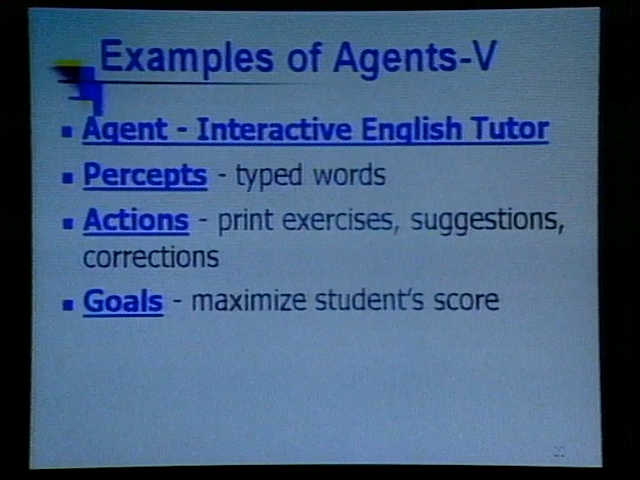 Examples of Agents-V
Agent - Interactive English Tutor
Percepts - typed words
Actions - print exercises, suggestions,
corrections
Goals - maximize student's score